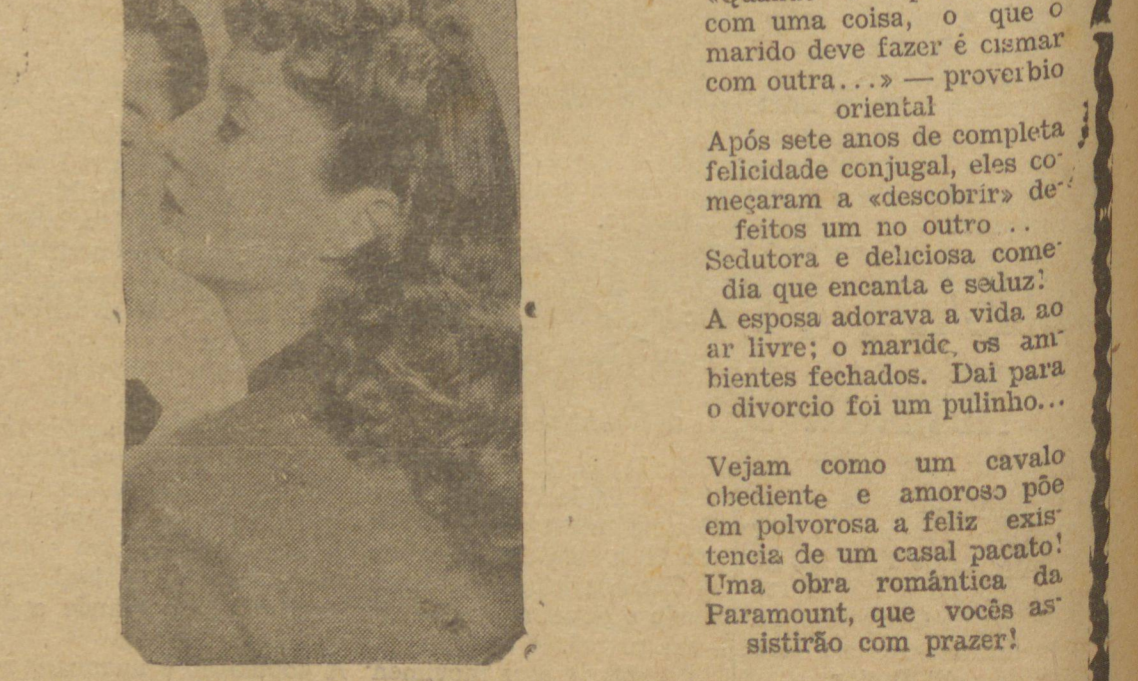 com uma coisa, o que o
marido deve fazer é cismar
com outra...» — proverbio
oriental
Após sete anos de completa
felicidade conjugal, eles co-
meçaram a «descobrir» de-
feitos um no outro ..
Sedutora e deliciosa come-
dia que encanta e seduz!
A esposa adorava a vida ao
ar livre; o marido, os am-
bientes fechados. Dai para
o divorcio foi um pulinho...
Vejam como um cavalo
obediente e amoroso põe
em polvorosa a feliz exis-
tencia de um casal pacato!
Uma obra romântica da
Paramount, que vocês as-
sistirão com prazer!